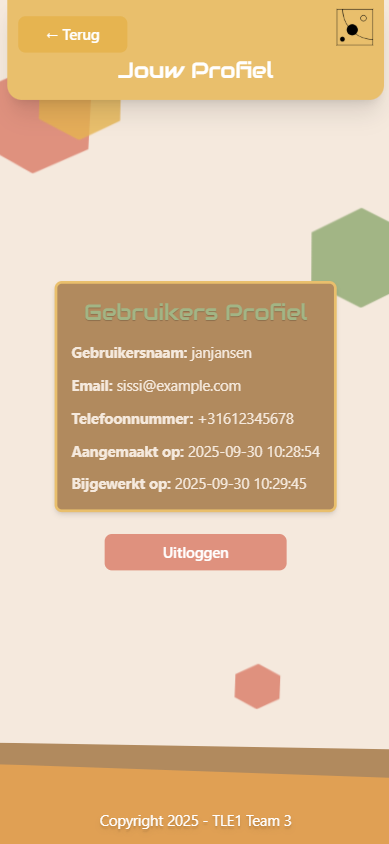 ← Terug
Jouw Profiel
Gebruikers Profiel
Gebruikersnaam: janjansen
Email: sissi@example.com
Telefoonnummer: +31612345678
Aangemaakt op: 2025-09-30 10:28:54
Bijgewerkt op: 2025-09-30 10:29:45
Uitloggen
Copyright 2025 - TLE1 Team 3